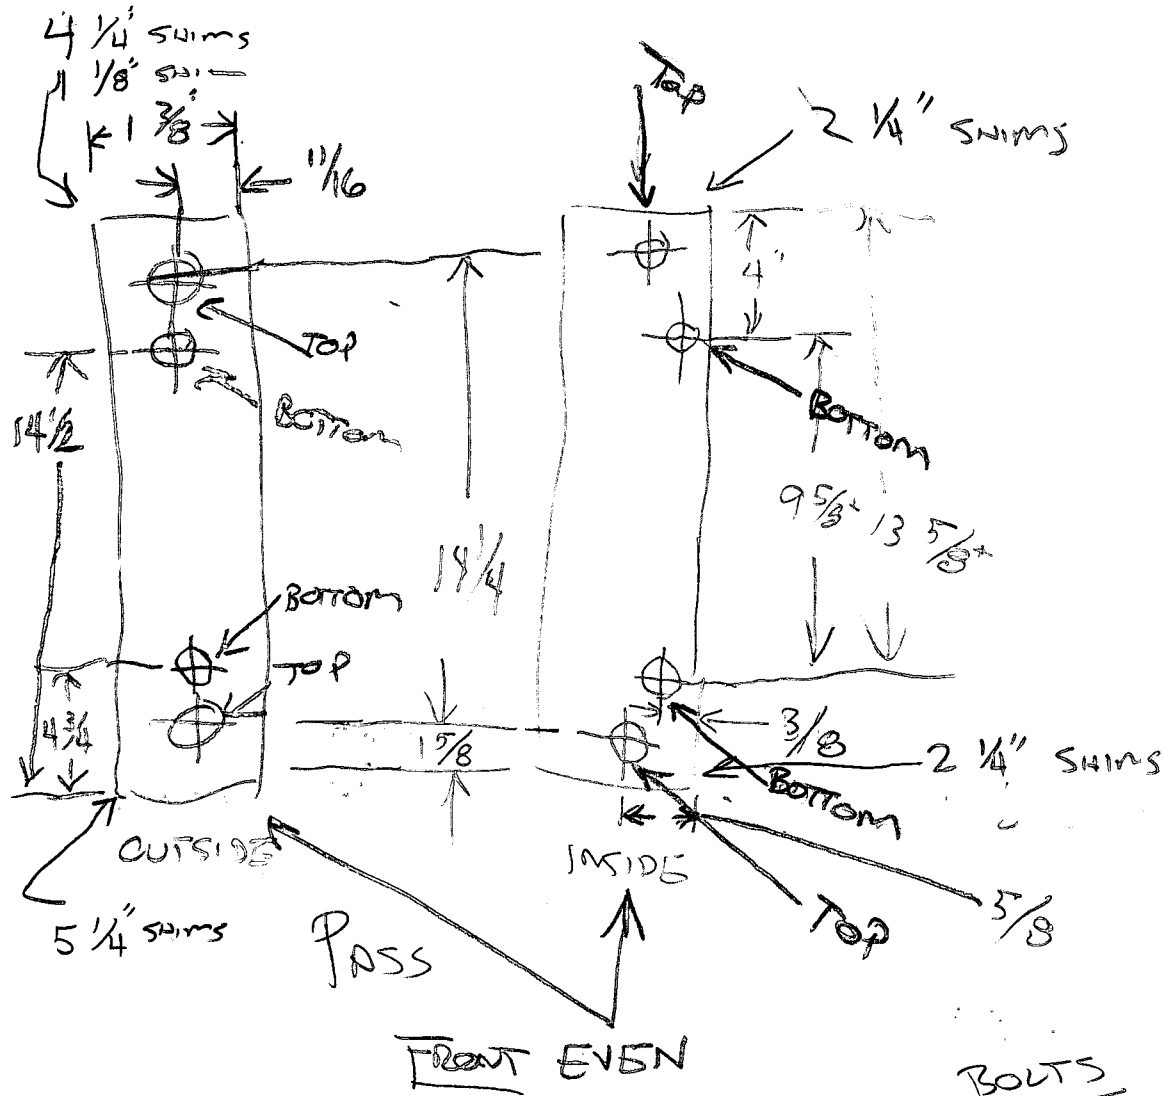 4 1/4" SHIMS
1 1/8" SHIM
1 3/8"
11/16
TOP
2 1/4" SHIMS
4"
TOP
BOTTOM
14 1/2
BOTTOM
9 5/8+
13 5/8+
14 1/4
BOTTOM
TOP
4 3/4
1 5/8
3/8
2 1/4" SHIMS
BOTTOM
OUTSIDE
INSIDE
5/8
TOP
5 1/4" SHIMS
PASS
FRONT EVEN
BOLTS